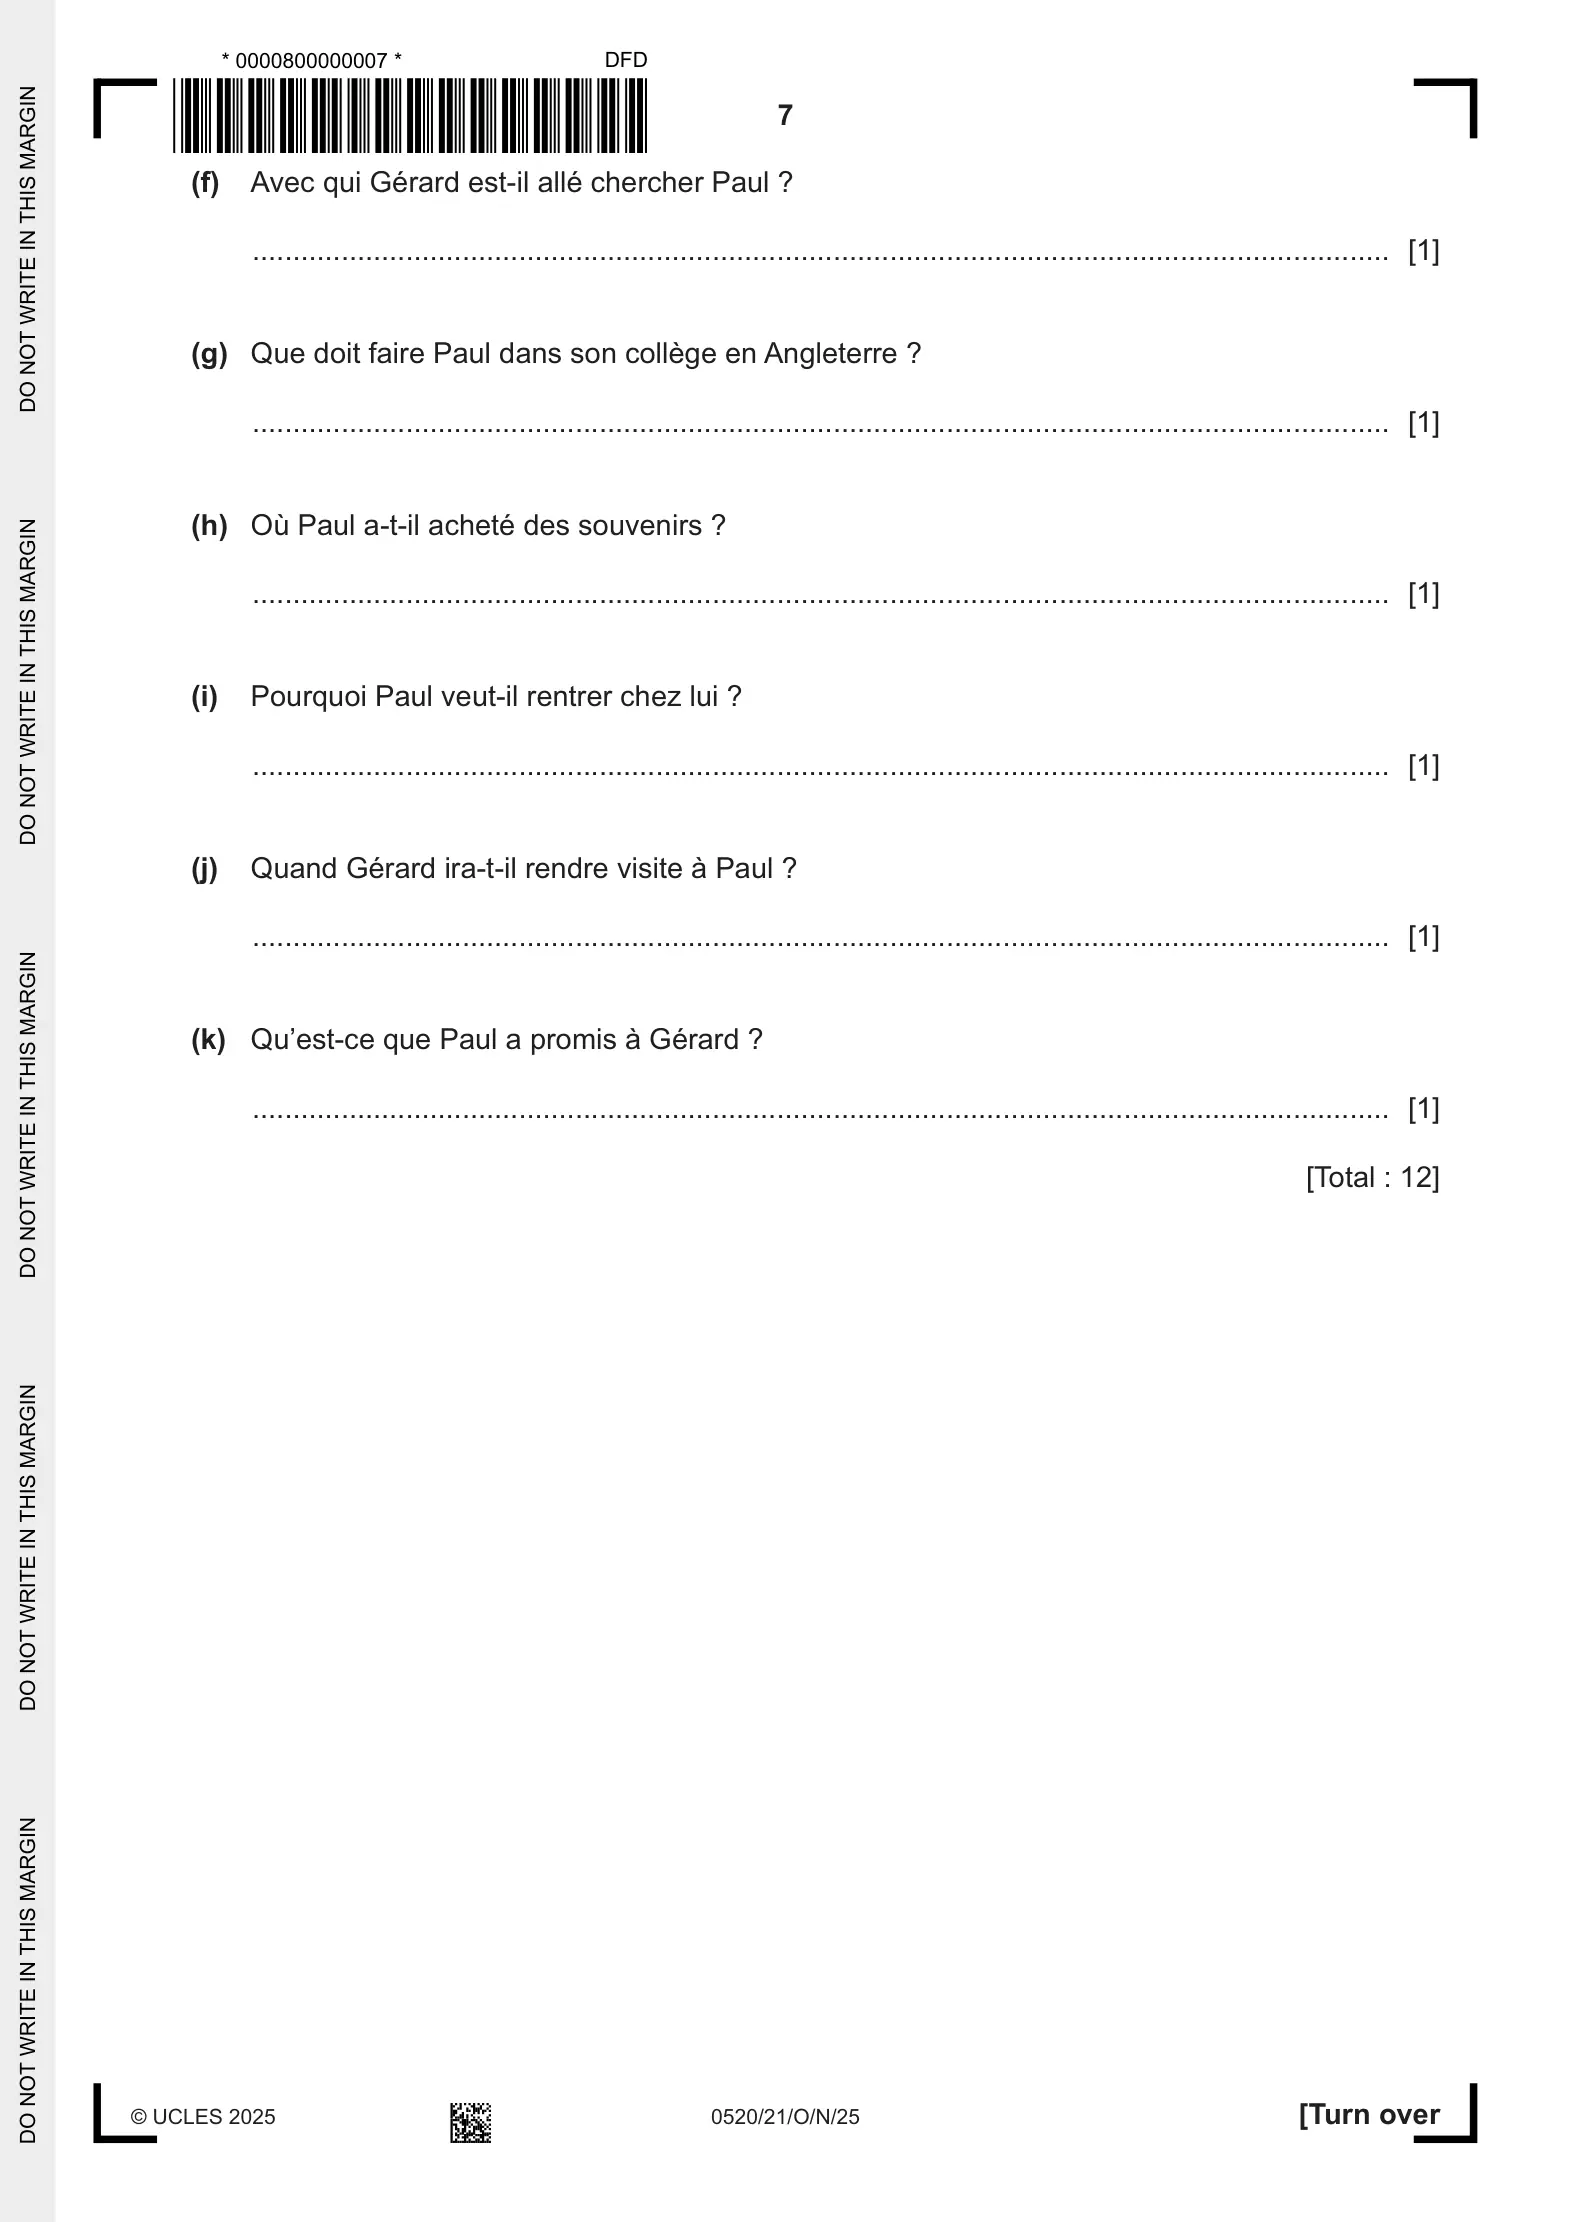 * 0000800000007 *
DFD
7
(f) Avec qui Gérard est-il allé chercher Paul ?
.......................................................................................................................................... [1]
(g) Que doit faire Paul dans son collège en Angleterre ?
.......................................................................................................................................... [1]
(h) Où Paul a-t-il acheté des souvenirs ?
.......................................................................................................................................... [1]
(i) Pourquoi Paul veut-il rentrer chez lui ?
.......................................................................................................................................... [1]
(j) Quand Gérard ira-t-il rendre visite à Paul ?
.......................................................................................................................................... [1]
(k) Qu’est-ce que Paul a promis à Gérard ?
.......................................................................................................................................... [1]
[Total : 12]
© UCLES 2025
0520/21/O/N/25
[Turn over
DO NOT WRITE IN THIS MARGIN
DO NOT WRITE IN THIS MARGIN
DO NOT WRITE IN THIS MARGIN
DO NOT WRITE IN THIS MARGIN
DO NOT WRITE IN THIS MARGIN